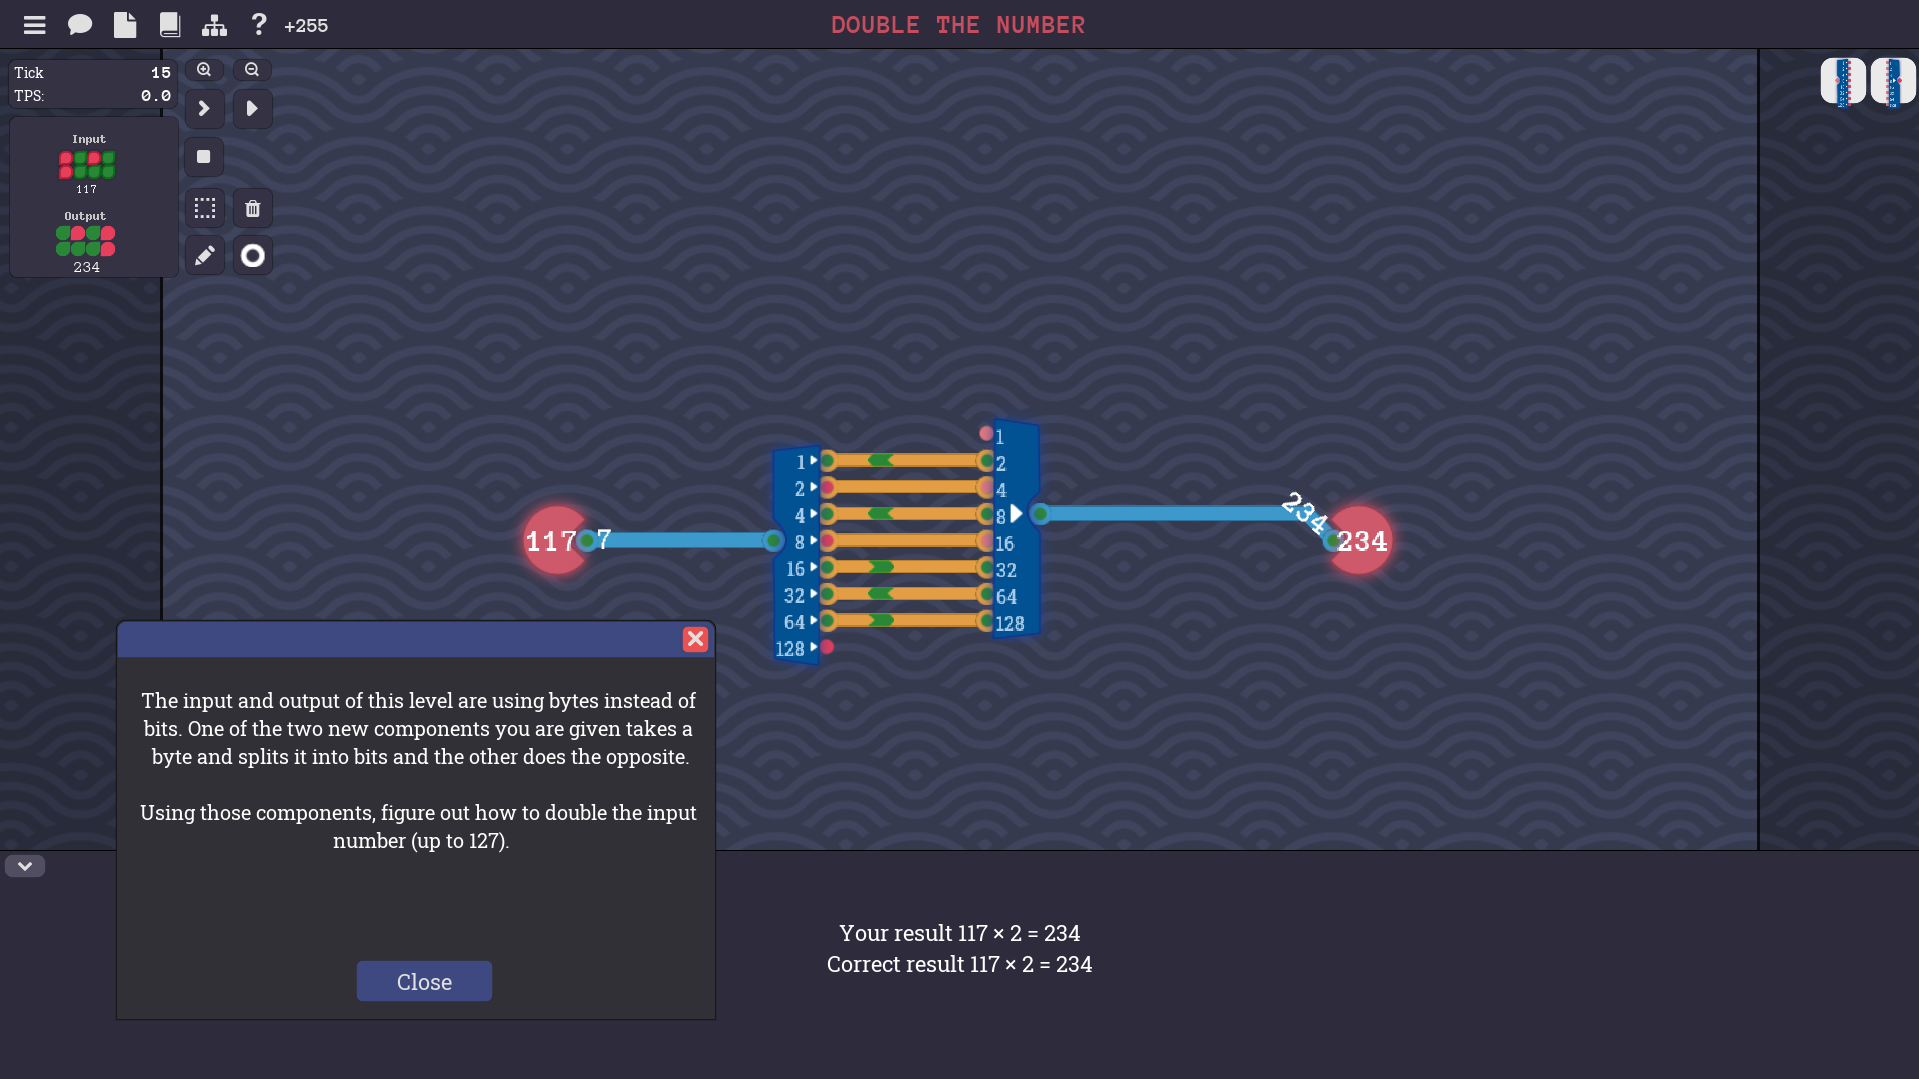 +255
DOUBLE THE NUMBER
Tick 15
TPS: 0.0
Input
117
Output
234
1
2
4
8
16
32
64
128
1
2
4
8
16
32
64
128
117
7
234
234
The input and output of this level are using bytes instead of
bits. One of the two new components you are given takes a
byte and splits it into bits and the other does the opposite.
Using those components, figure out how to double the input
number (up to 127).
Close
Your result 117 × 2 = 234
Correct result 117 × 2 = 234